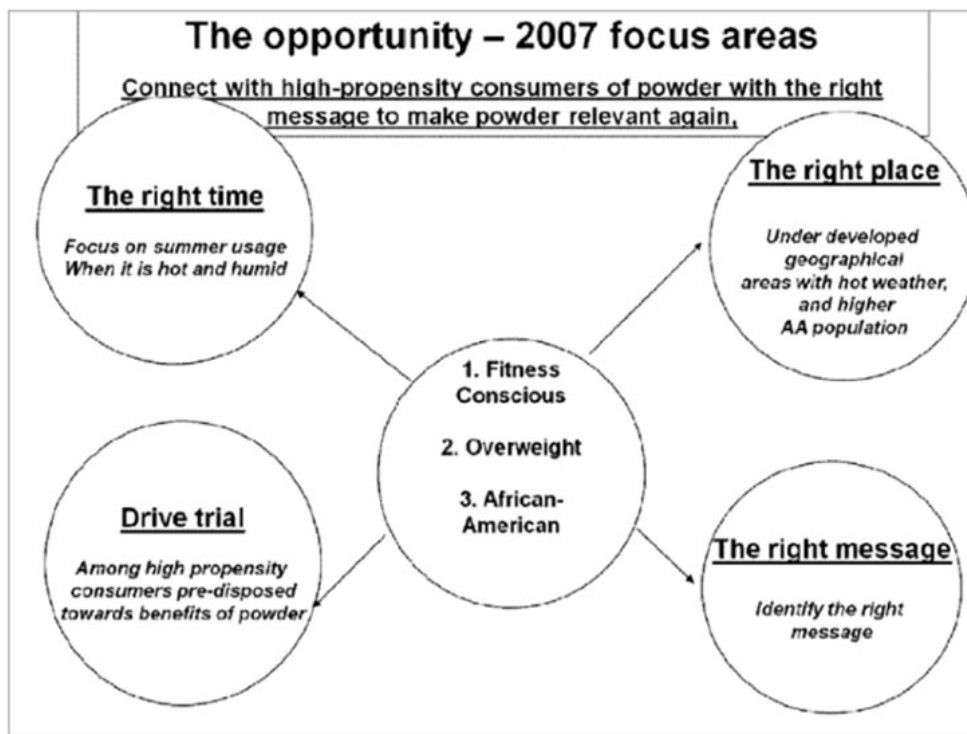 The opportunity – 2007 focus areas
Connect with high-propensity consumers of powder with the right
message to make powder relevant again,
The right time
Focus on summer usage
When it is hot and humid
The right place
Under developed
geographical
areas with hot weather,
and higher
AA population
1. Fitness
Conscious
2. Overweight
3. African-
American
Drive trial
Among high propensity
consumers pre-disposed
towards benefits of powder
The right message
Identify the right
message